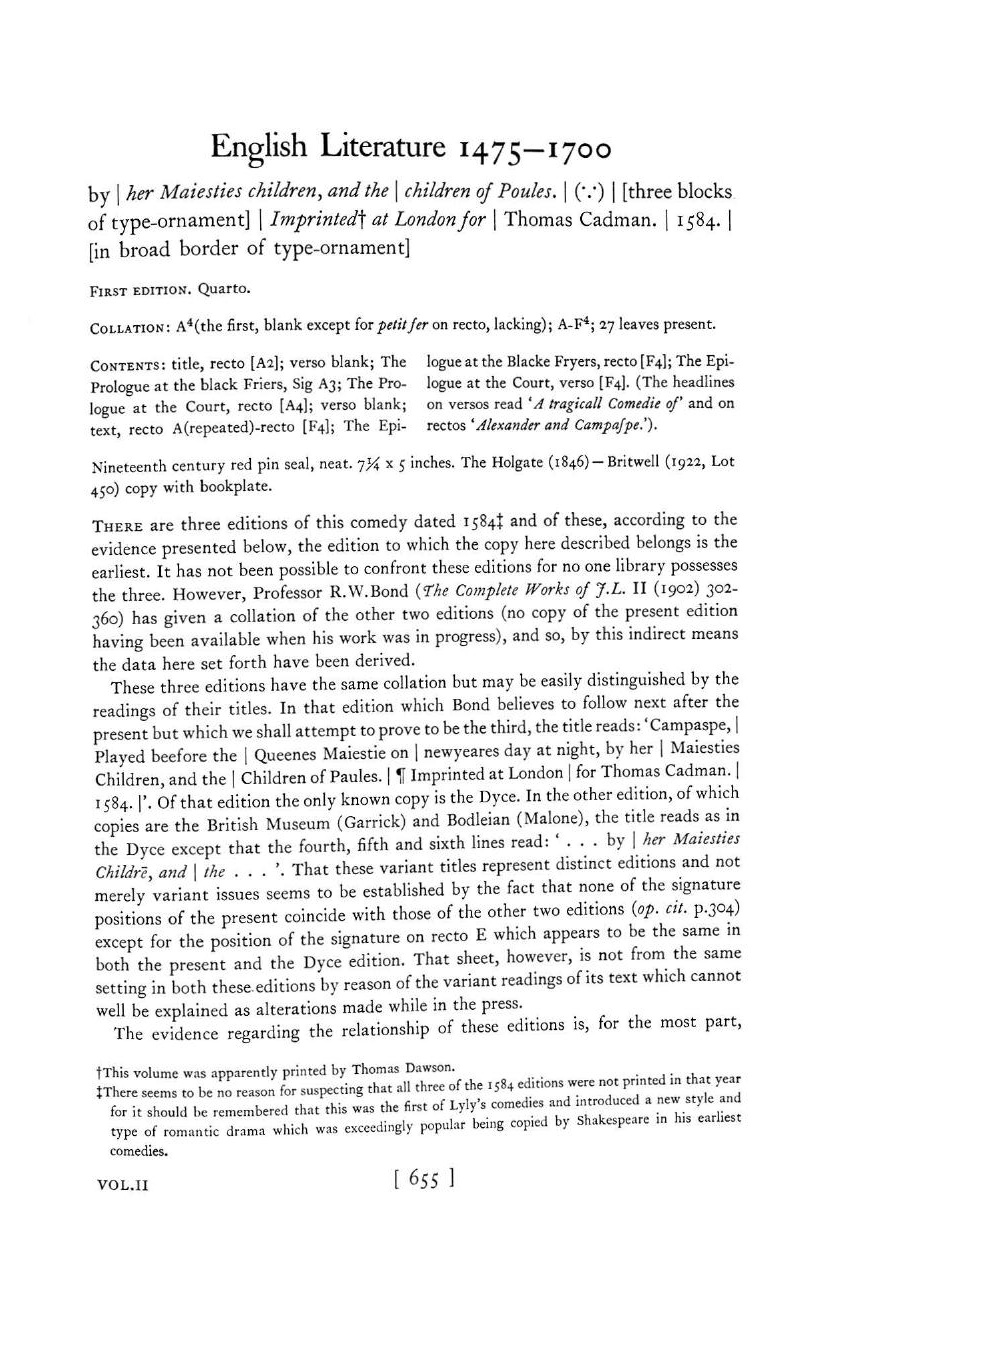 English Literature 1475–1700
by | her Maiesties children, and the | children of Poules. | (∵) | [three blocks
of type-ornament] | Imprinted† at London for | Thomas Cadman. | 1584. |
[in broad border of type-ornament]
FIRST EDITION. Quarto.
COLLATION: A⁴(the first, blank except for petit fer on recto, lacking); A-F⁴; 27 leaves present.
CONTENTS: title, recto [A2]; verso blank; The
Prologue at the black Friers, Sig A3; The Pro-
logue at the Court, recto [A4]; verso blank;
text, recto A(repeated)-recto [F4]; The Epi-
logue at the Blacke Fryers, recto [F4]; The Epi-
logue at the Court, verso [F4]. (The headlines
on versos read ‘A tragicall Comedie of’ and on
rectos ‘Alexander and Campaſpe.’).
Nineteenth century red pin seal, neat. 7¼ x 5 inches. The Holgate (1846) — Britwell (1922, Lot
450) copy with bookplate.
THERE are three editions of this comedy dated 1584‡ and of these, according to the
evidence presented below, the edition to which the copy here described belongs is the
earliest. It has not been possible to confront these editions for no one library possesses
the three. However, Professor R.W.Bond (The Complete Works of J.L. II (1902) 302-
360) has given a collation of the other two editions (no copy of the present edition
having been available when his work was in progress), and so, by this indirect means
the data here set forth have been derived.
These three editions have the same collation but may be easily distinguished by the
readings of their titles. In that edition which Bond believes to follow next after the
present but which we shall attempt to prove to be the third, the title reads: ‘Campaspe, |
Played beefore the | Queenes Maiestie on | newyeares day at night, by her | Maiesties
Children, and the | Children of Paules. | ¶ Imprinted at London | for Thomas Cadman. |
1584. |’. Of that edition the only known copy is the Dyce. In the other edition, of which
copies are the British Museum (Garrick) and Bodleian (Malone), the title reads as in
the Dyce except that the fourth, fifth and sixth lines read: ‘ . . . by | her Maiesties
Childrē, and | the . . . ’. That these variant titles represent distinct editions and not
merely variant issues seems to be established by the fact that none of the signature
positions of the present coincide with those of the other two editions (op. cit. p.304)
except for the position of the signature on recto E which appears to be the same in
both the present and the Dyce edition. That sheet, however, is not from the same
setting in both these editions by reason of the variant readings of its text which cannot
well be explained as alterations made while in the press.
The evidence regarding the relationship of these editions is, for the most part,
†This volume was apparently printed by Thomas Dawson.
‡There seems to be no reason for suspecting that all three of the 1584 editions were not printed in that year
for it should be remembered that this was the first of Lyly's comedies and introduced a new style and
type of romantic drama which was exceedingly popular being copied by Shakespeare in his earliest
comedies.
VOL.II
[ 655 ]